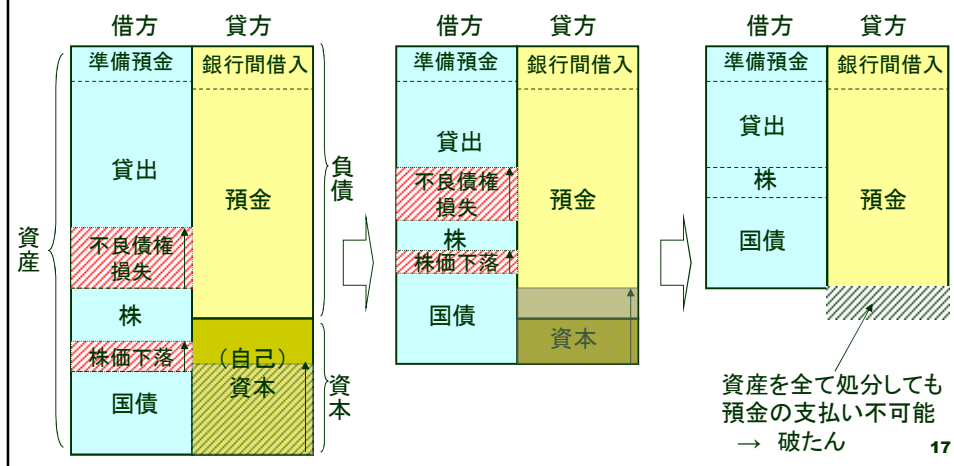 借方
貸方
準備預金
銀行間借入
貸出
預金
負債
資産
不良債権
損失
株
株価下落
(自己)
資本
資本
国債
借方
貸方
準備預金
銀行間借入
貸出
不良債権
損失
預金
株
株価下落
国債
資本
借方
貸方
準備預金
銀行間借入
貸出
株
預金
国債
資産を全て処分しても
預金の支払い不可能
→ 破たん
17